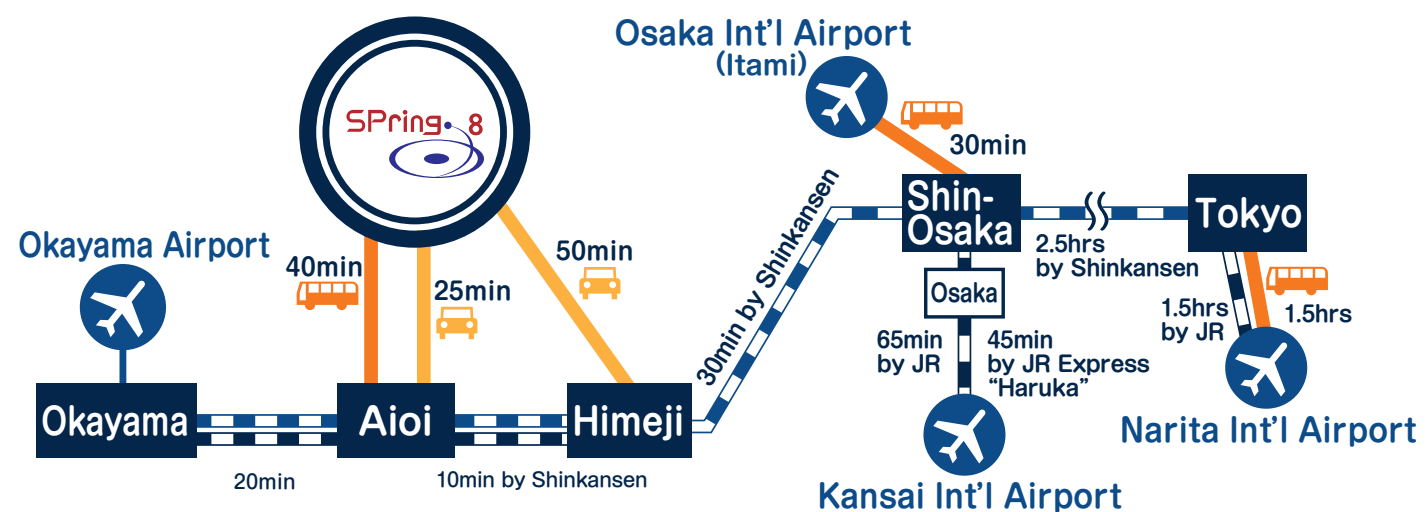 Osaka Int'l Airport
(Itami)
SPring-8
30min
Shin-
Osaka
Tokyo
30min by Shinkansen
Okayama Airport
40min
50min
25min
2.5hrs
by Shinkansen
Osaka
1.5hrs
by JR
1.5hrs
65min
by JR
45min
by JR Express
“Haruka”
Okayama
Aioi
Himeji
Narita Int'l Airport
20min
10min by Shinkansen
Kansai Int'l Airport